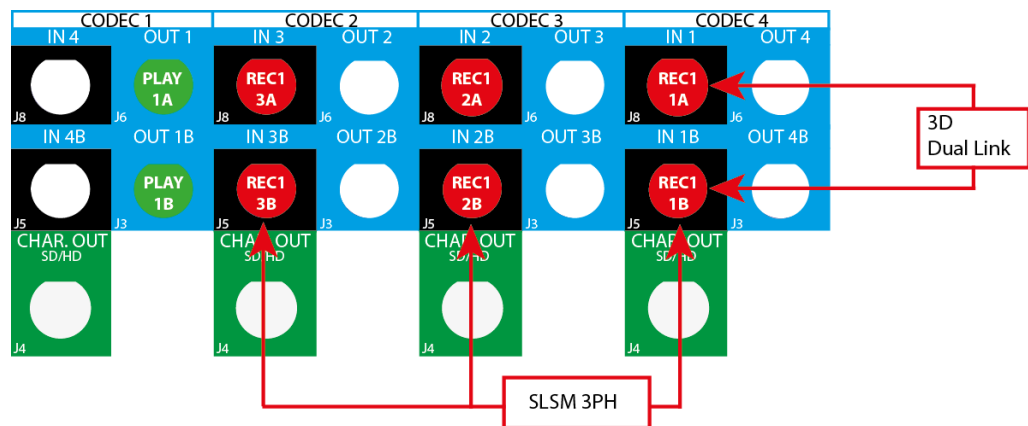 CODEC 1 CODEC 2 CODEC 3 CODEC 4
IN 4 OUT 1 IN 3 OUT 2 IN 2 OUT 3 IN 1 OUT 4
PLAY 1A
REC1 3A
REC1 2A
REC1 1A
J8 J6 J8 J6 J8 J6 J8 J6
3D
Dual Link
IN 4B OUT 1B IN 3B OUT 2B IN 2B OUT 3B IN 1B OUT 4B
PLAY 1B
REC1 3B
REC1 2B
REC1 1B
J5 J3 J5 J3 J5 J3 J5 J3
CHAR. OUT CHAR. OUT CHAR. OUT CHAR. OUT
SD/HD SD/HD SD/HD SD/HD
J4 J4 J4 J4
SLSM 3PH